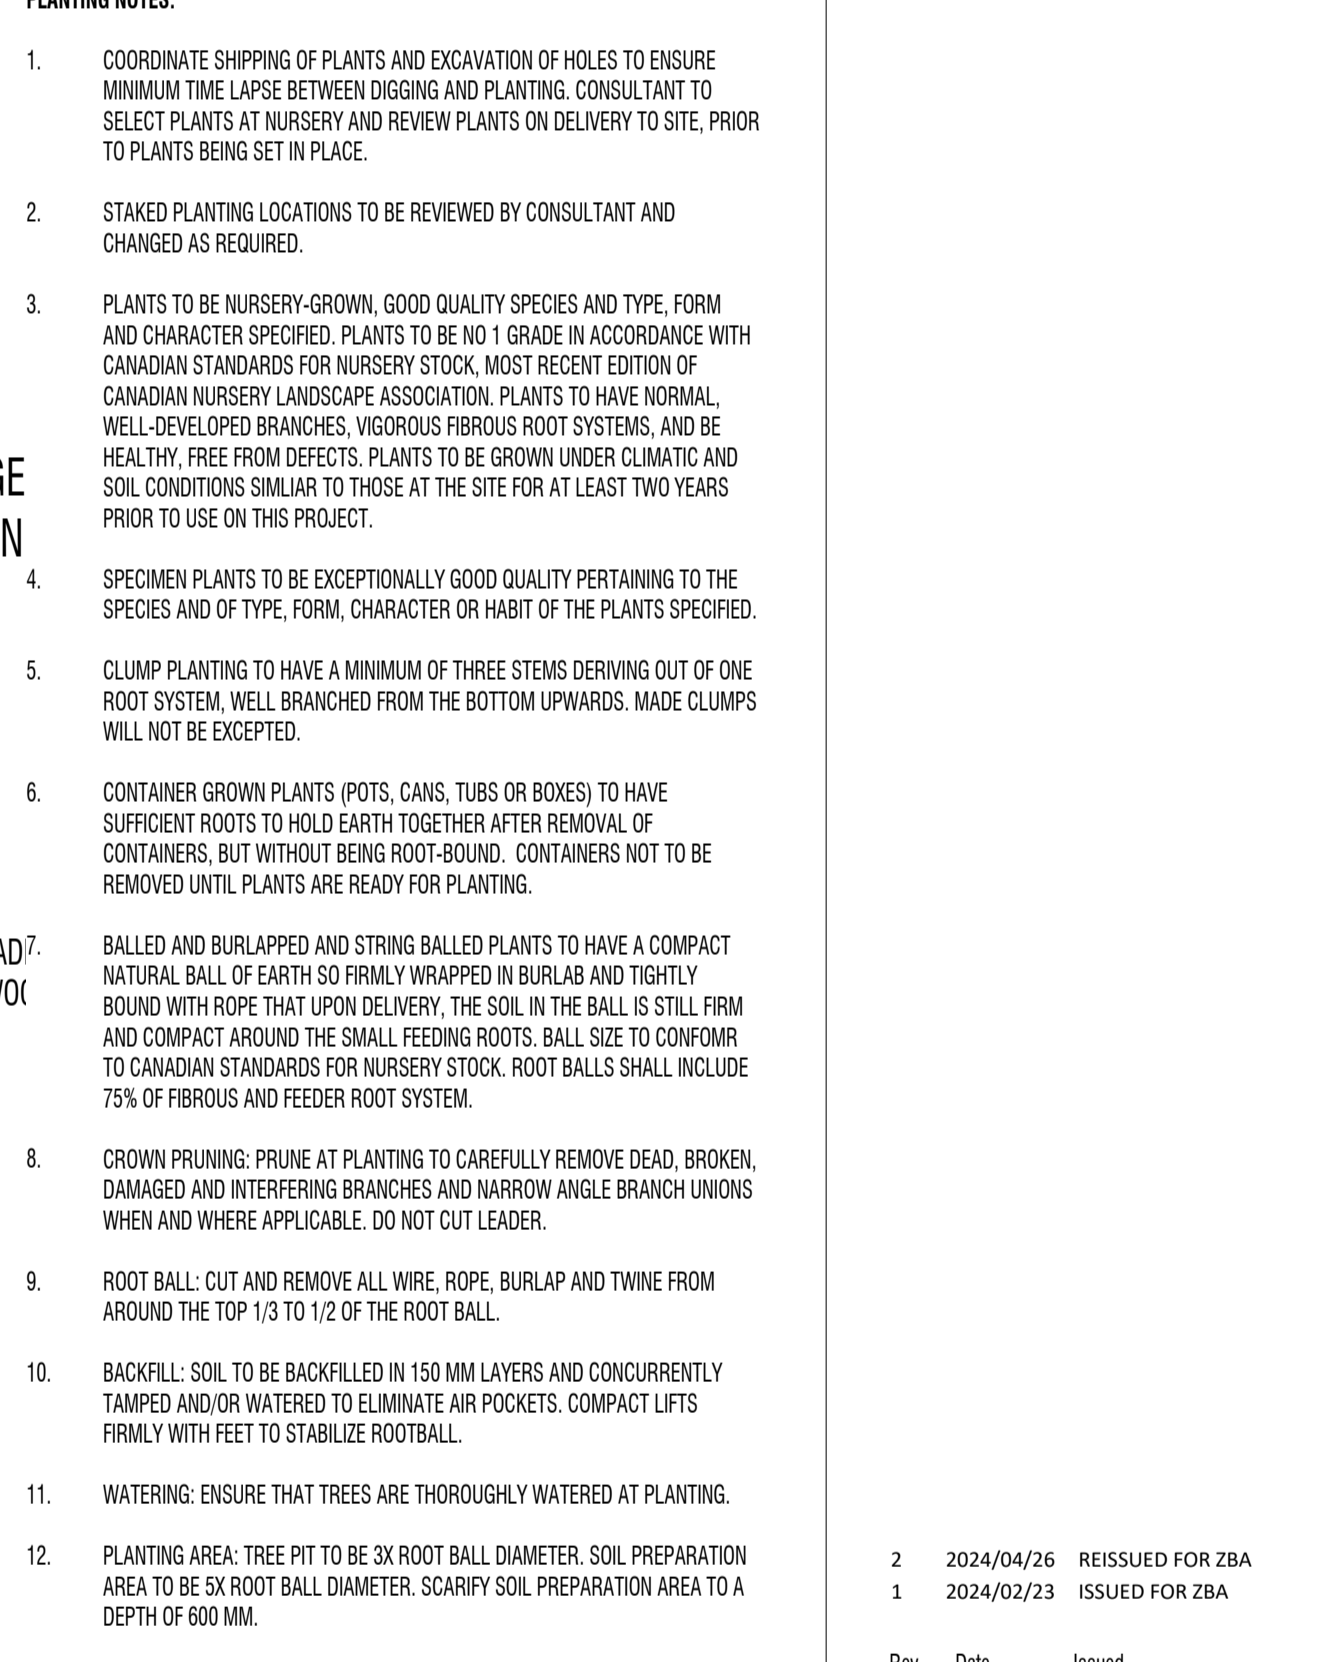 PLANTING NOTES:
1. COORDINATE SHIPPING OF PLANTS AND EXCAVATION OF HOLES TO ENSURE
MINIMUM TIME LAPSE BETWEEN DIGGING AND PLANTING. CONSULTANT TO
SELECT PLANTS AT NURSERY AND REVIEW PLANTS ON DELIVERY TO SITE, PRIOR
TO PLANTS BEING SET IN PLACE.
2. STAKED PLANTING LOCATIONS TO BE REVIEWED BY CONSULTANT AND
CHANGED AS REQUIRED.
3. PLANTS TO BE NURSERY-GROWN, GOOD QUALITY SPECIES AND TYPE, FORM
AND CHARACTER SPECIFIED. PLANTS TO BE NO 1 GRADE IN ACCORDANCE WITH
CANADIAN STANDARDS FOR NURSERY STOCK, MOST RECENT EDITION OF
CANADIAN NURSERY LANDSCAPE ASSOCIATION. PLANTS TO HAVE NORMAL,
WELL-DEVELOPED BRANCHES, VIGOROUS FIBROUS ROOT SYSTEMS, AND BE
HEALTHY, FREE FROM DEFECTS. PLANTS TO BE GROWN UNDER CLIMATIC AND
SOIL CONDITIONS SIMLIAR TO THOSE AT THE SITE FOR AT LEAST TWO YEARS
PRIOR TO USE ON THIS PROJECT.
4. SPECIMEN PLANTS TO BE EXCEPTIONALLY GOOD QUALITY PERTAINING TO THE
SPECIES AND OF TYPE, FORM, CHARACTER OR HABIT OF THE PLANTS SPECIFIED.
5. CLUMP PLANTING TO HAVE A MINIMUM OF THREE STEMS DERIVING OUT OF ONE
ROOT SYSTEM, WELL BRANCHED FROM THE BOTTOM UPWARDS. MADE CLUMPS
WILL NOT BE EXCEPTED.
6. CONTAINER GROWN PLANTS (POTS, CANS, TUBS OR BOXES) TO HAVE
SUFFICIENT ROOTS TO HOLD EARTH TOGETHER AFTER REMOVAL OF
CONTAINERS, BUT WITHOUT BEING ROOT-BOUND. CONTAINERS NOT TO BE
REMOVED UNTIL PLANTS ARE READY FOR PLANTING.
7. BALLED AND BURLAPPED AND STRING BALLED PLANTS TO HAVE A COMPACT
NATURAL BALL OF EARTH SO FIRMLY WRAPPED IN BURLAB AND TIGHTLY
BOUND WITH ROPE THAT UPON DELIVERY, THE SOIL IN THE BALL IS STILL FIRM
AND COMPACT AROUND THE SMALL FEEDING ROOTS. BALL SIZE TO CONFOMR
TO CANADIAN STANDARDS FOR NURSERY STOCK. ROOT BALLS SHALL INCLUDE
75% OF FIBROUS AND FEEDER ROOT SYSTEM.
8. CROWN PRUNING: PRUNE AT PLANTING TO CAREFULLY REMOVE DEAD, BROKEN,
DAMAGED AND INTERFERING BRANCHES AND NARROW ANGLE BRANCH UNIONS
WHEN AND WHERE APPLICABLE. DO NOT CUT LEADER.
9. ROOT BALL: CUT AND REMOVE ALL WIRE, ROPE, BURLAP AND TWINE FROM
AROUND THE TOP 1/3 TO 1/2 OF THE ROOT BALL.
10. BACKFILL: SOIL TO BE BACKFILLED IN 150 MM LAYERS AND CONCURRENTLY
TAMPED AND/OR WATERED TO ELIMINATE AIR POCKETS. COMPACT LIFTS
FIRMLY WITH FEET TO STABILIZE ROOTBALL.
11. WATERING: ENSURE THAT TREES ARE THOROUGHLY WATERED AT PLANTING.
12. PLANTING AREA: TREE PIT TO BE 3X ROOT BALL DIAMETER. SOIL PREPARATION
AREA TO BE 5X ROOT BALL DIAMETER. SCARIFY SOIL PREPARATION AREA TO A
DEPTH OF 600 MM.
2 2024/04/26 REISSUED FOR ZBA
1 2024/02/23 ISSUED FOR ZBA
Rev Date Issued